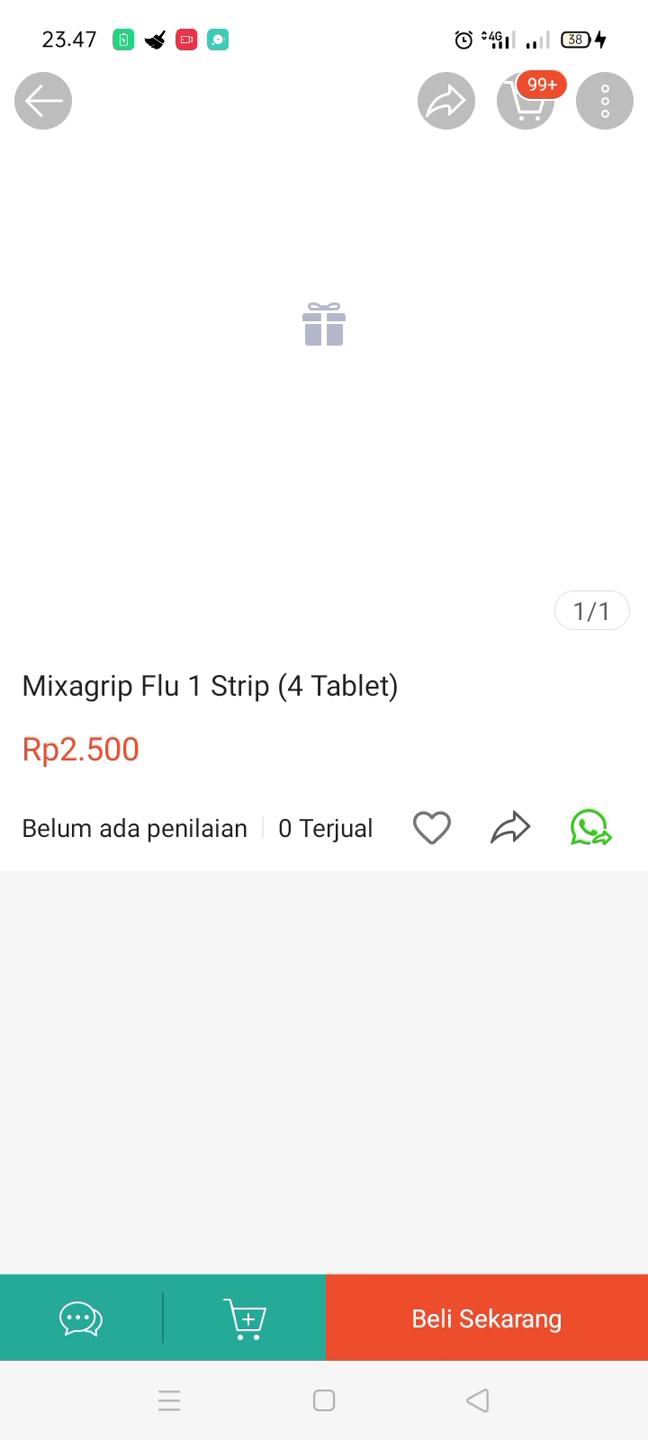 23.47
4G
38
99+
1/1
Mixagrip Flu 1 Strip (4 Tablet)
Rp2.500
Belum ada penilaian
0 Terjual
Beli Sekarang